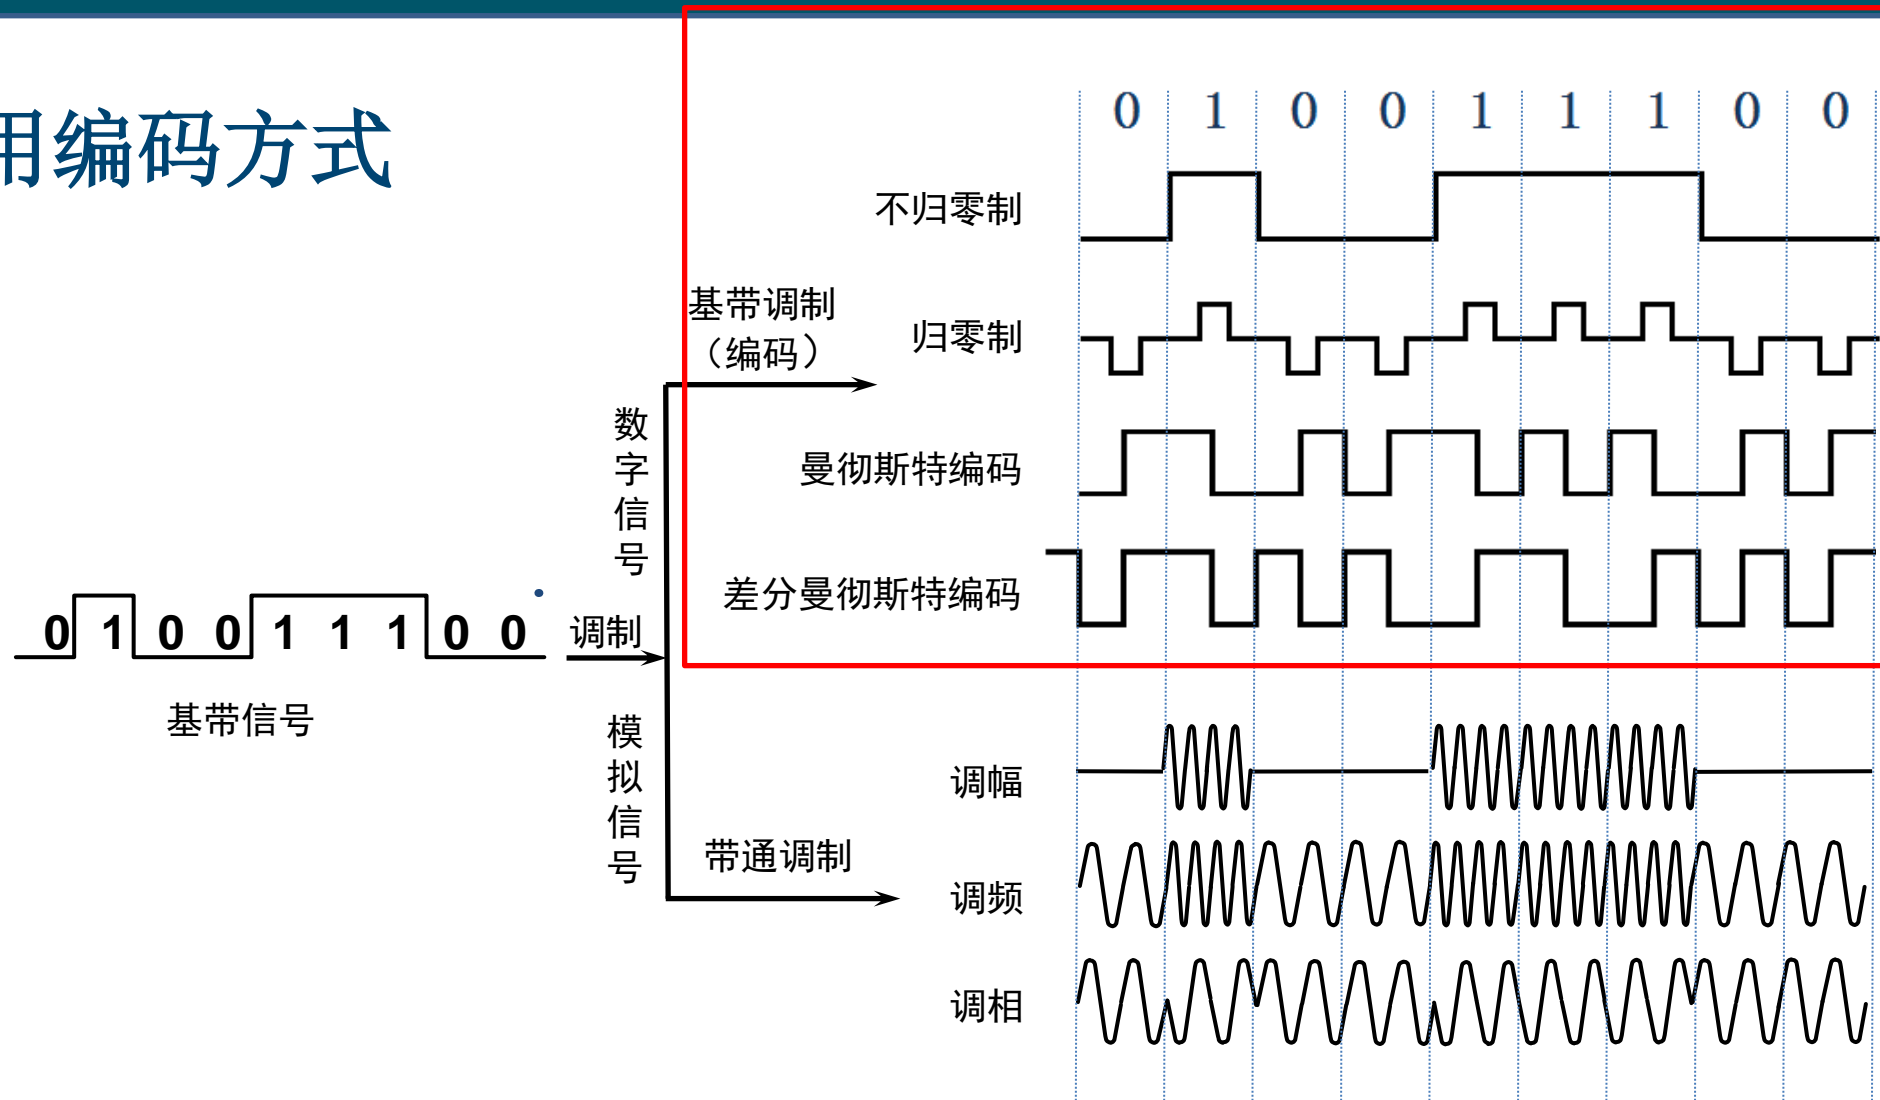 用编码方式
0 1 0 0 1 1 1 0 0
不归零制
基带调制
（编码）
归零制
数字信号
曼彻斯特编码
差分曼彻斯特编码
0 1 0 0 1 1 1 0 0
调制
基带信号
模拟信号
调幅
带通调制
调频
调相